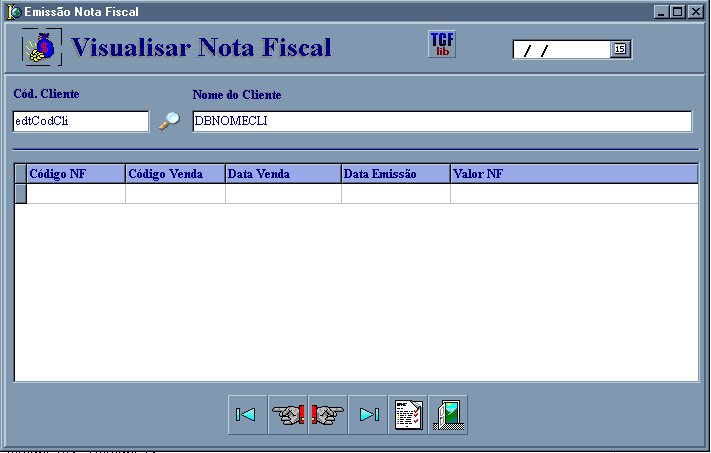 Emissão Nota Fiscal
Visualisar Nota Fiscal
TCF
lib
/ /
15
Cód. Cliente
Nome do Cliente
edtCodCli
DBNOMECLI
Código NF
Código Venda
Data Venda
Data Emissão
Valor NF